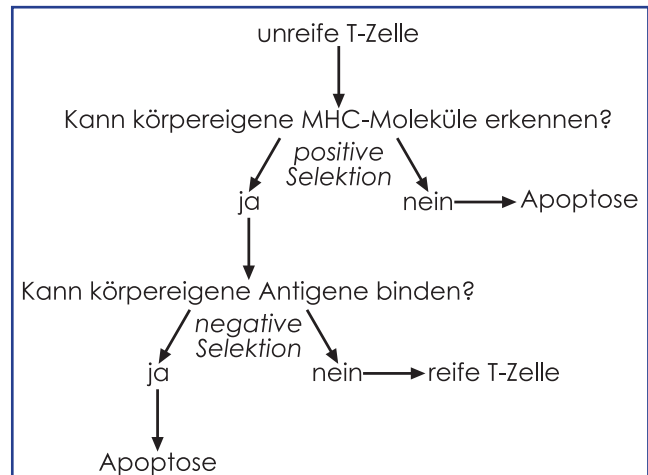 unreife T-Zelle
Kann körpereigene MHC-Moleküle erkennen?
positive
Selektion
ja
nein
Apoptose
Kann körpereigene Antigene binden?
negative
Selektion
ja
nein
reife T-Zelle
Apoptose